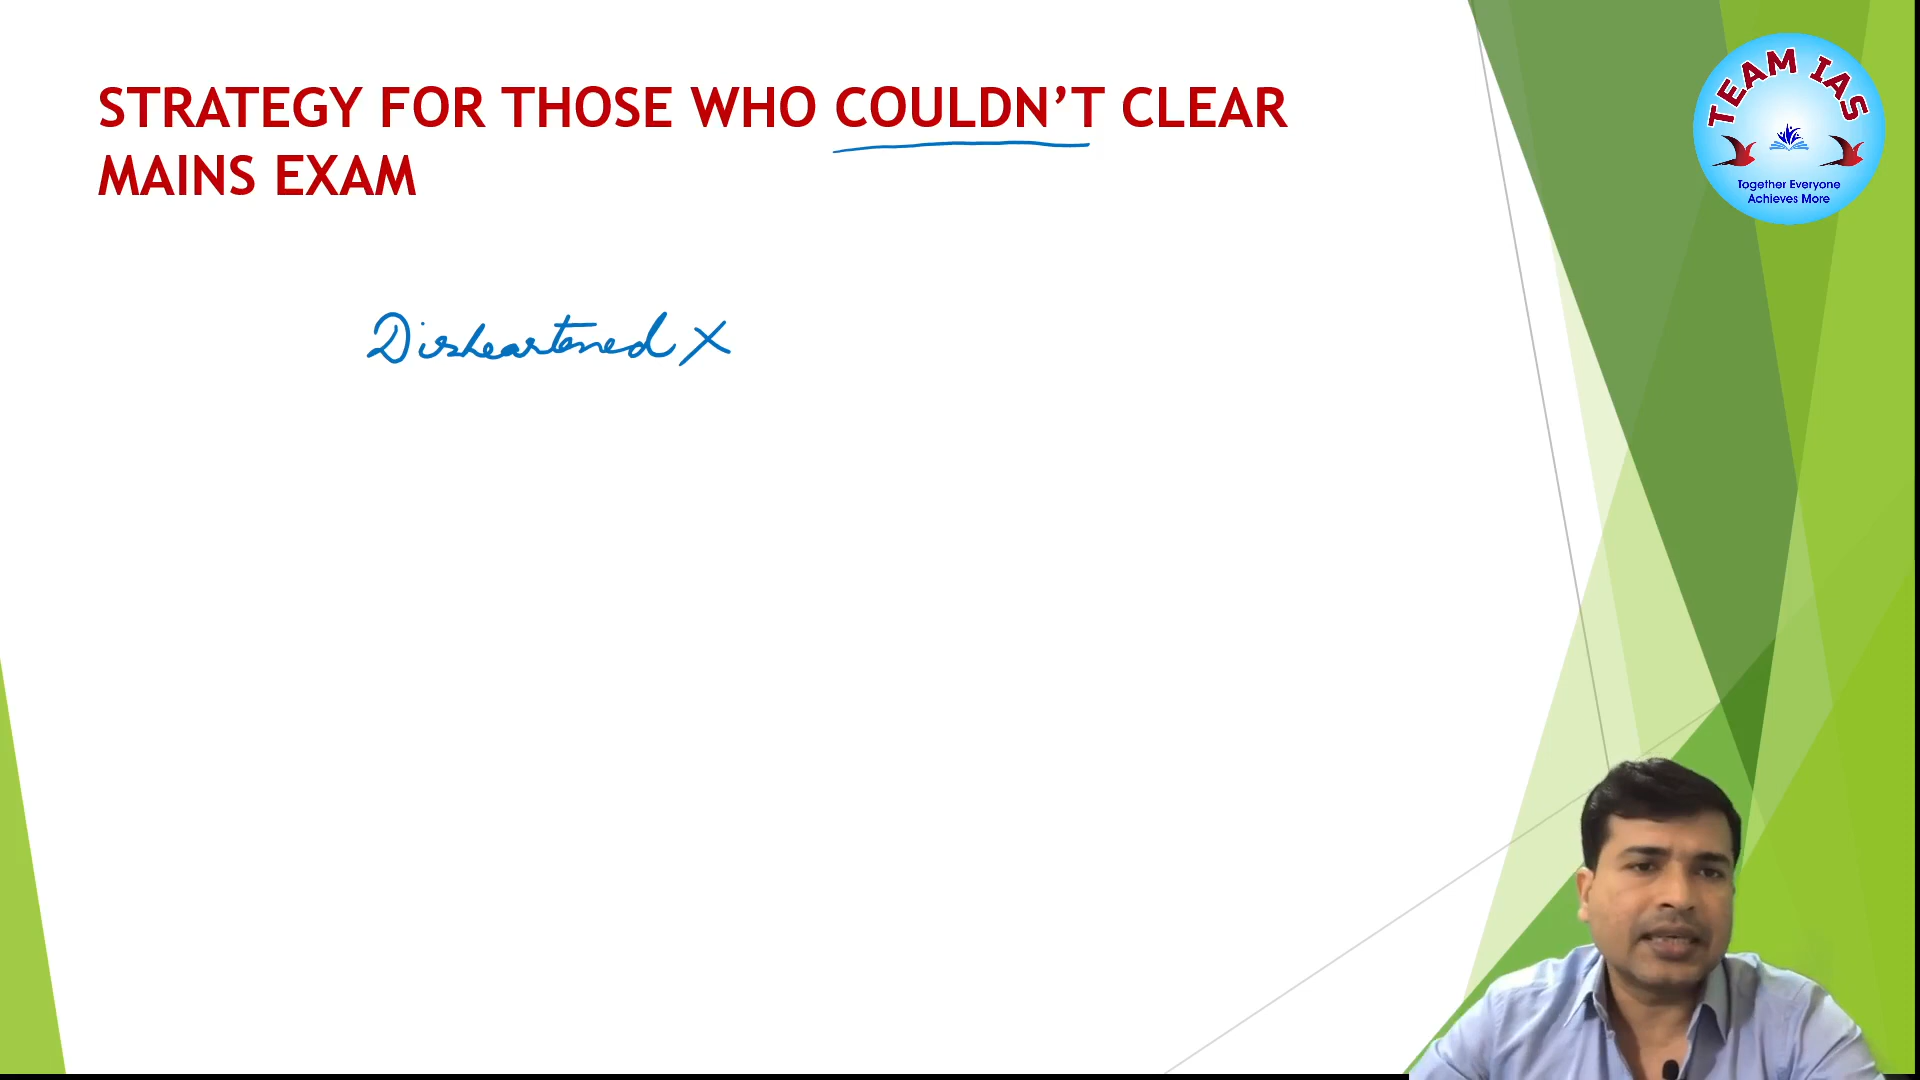 STRATEGY FOR THOSE WHO COULDN’T CLEAR
MAINS EXAM
TEAM IAS
Together Everyone
Achieves More
Disheartened X